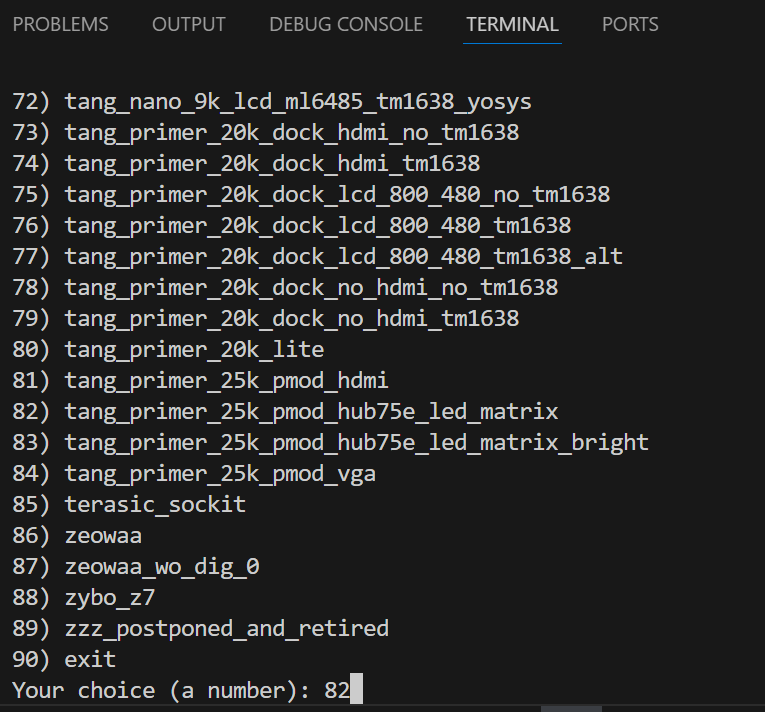 PROBLEMS OUTPUT DEBUG CONSOLE TERMINAL PORTS
72) tang_nano_9k_lcd_ml6485_tm1638_yosys
73) tang_primer_20k_dock_hdmi_no_tm1638
74) tang_primer_20k_dock_hdmi_tm1638
75) tang_primer_20k_dock_lcd_800_480_no_tm1638
76) tang_primer_20k_dock_lcd_800_480_tm1638
77) tang_primer_20k_dock_lcd_800_480_tm1638_alt
78) tang_primer_20k_dock_no_hdmi_no_tm1638
79) tang_primer_20k_dock_no_hdmi_tm1638
80) tang_primer_20k_lite
81) tang_primer_25k_pmod_hdmi
82) tang_primer_25k_pmod_hub75e_led_matrix
83) tang_primer_25k_pmod_hub75e_led_matrix_bright
84) tang_primer_25k_pmod_vga
85) terasic_sockit
86) zeowaa
87) zeowaa_wo_dig_0
88) zybo_z7
89) zzz_postponed_and_retired
90) exit
Your choice (a number): 82